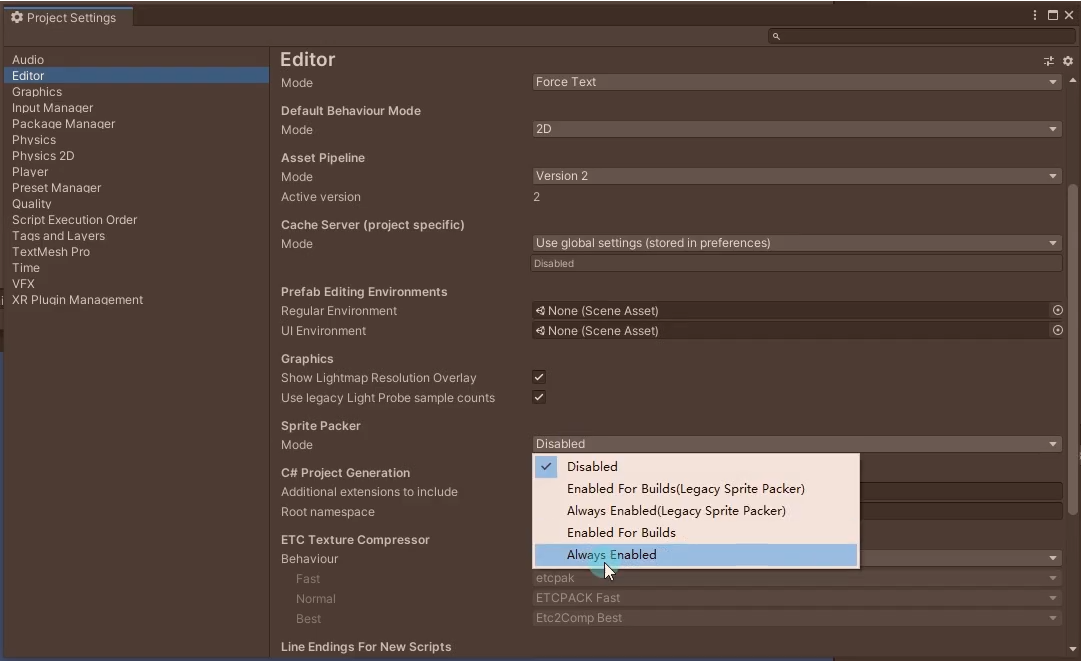 Project Settings
Audio
Editor
Graphics
Input Manager
Package Manager
Physics
Physics 2D
Player
Preset Manager
Quality
Script Execution Order
Tags and Layers
TextMesh Pro
Time
VFX
XR Plugin Management
Editor
Mode Force Text
Default Behaviour Mode
Mode 2D
Asset Pipeline
Mode Version 2
Active version 2
Cache Server (project specific)
Mode Use global settings (stored in preferences)
Disabled
Prefab Editing Environments
Regular Environment None (Scene Asset)
UI Environment None (Scene Asset)
Graphics
Show Lightmap Resolution Overlay
Use legacy Light Probe sample counts
Sprite Packer
Mode Disabled
Disabled
Enabled For Builds(Legacy Sprite Packer)
Always Enabled(Legacy Sprite Packer)
Enabled For Builds
Always Enabled
C# Project Generation
Additional extensions to include
Root namespace
ETC Texture Compressor
Behaviour
Fast etcpak
Normal ETCPACK Fast
Best Etc2Comp Best
Line Endings For New Scripts